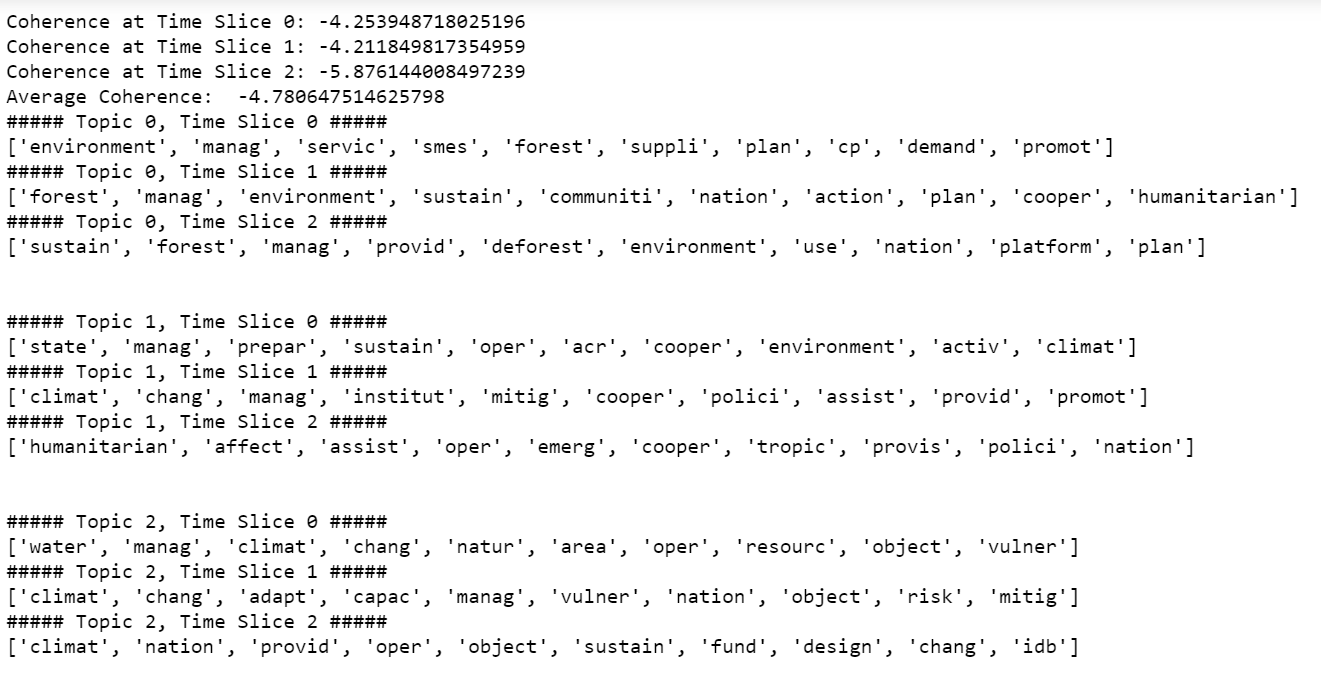 Coherence at Time Slice 0: -4.253948718025196
Coherence at Time Slice 1: -4.211849817354959
Coherence at Time Slice 2: -5.876144008497239
Average Coherence:  -4.780647514625798
##### Topic 0, Time Slice 0 #####
['environment', 'manag', 'servic', 'smes', 'forest', 'suppli', 'plan', 'cp', 'demand', 'promot']
##### Topic 0, Time Slice 1 #####
['forest', 'manag', 'environment', 'sustain', 'communiti', 'nation', 'action', 'plan', 'cooper', 'humanitarian']
##### Topic 0, Time Slice 2 #####
['sustain', 'forest', 'manag', 'provid', 'deforest', 'environment', 'use', 'nation', 'platform', 'plan']
##### Topic 1, Time Slice 0 #####
['state', 'manag', 'prepar', 'sustain', 'oper', 'acr', 'cooper', 'environment', 'activ', 'climat']
##### Topic 1, Time Slice 1 #####
['climat', 'chang', 'manag', 'institut', 'mitig', 'cooper', 'polici', 'assist', 'provid', 'promot']
##### Topic 1, Time Slice 2 #####
['humanitarian', 'affect', 'assist', 'oper', 'emerg', 'cooper', 'tropic', 'provis', 'polici', 'nation']
##### Topic 2, Time Slice 0 #####
['water', 'manag', 'climat', 'chang', 'natur', 'area', 'oper', 'resourc', 'object', 'vulner']
##### Topic 2, Time Slice 1 #####
['climat', 'chang', 'adapt', 'capac', 'manag', 'vulner', 'nation', 'object', 'risk', 'mitig']
##### Topic 2, Time Slice 2 #####
['climat', 'nation', 'provid', 'oper', 'object', 'sustain', 'fund', 'design', 'chang', 'idb']